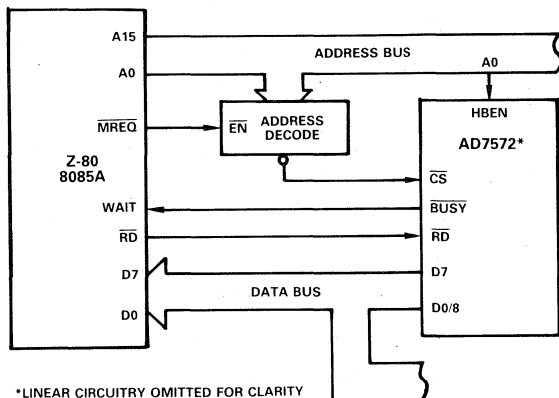 A15
ADDRESS BUS
A0
A0
HBEN
MREQ
EN
ADDRESS
DECODE
AD7572*
Z-80
8085A
CS
WAIT
BUSY
RD
RD
D7
D7
DATA BUS
D0
D0/8
*LINEAR CIRCUITRY OMITTED FOR CLARITY